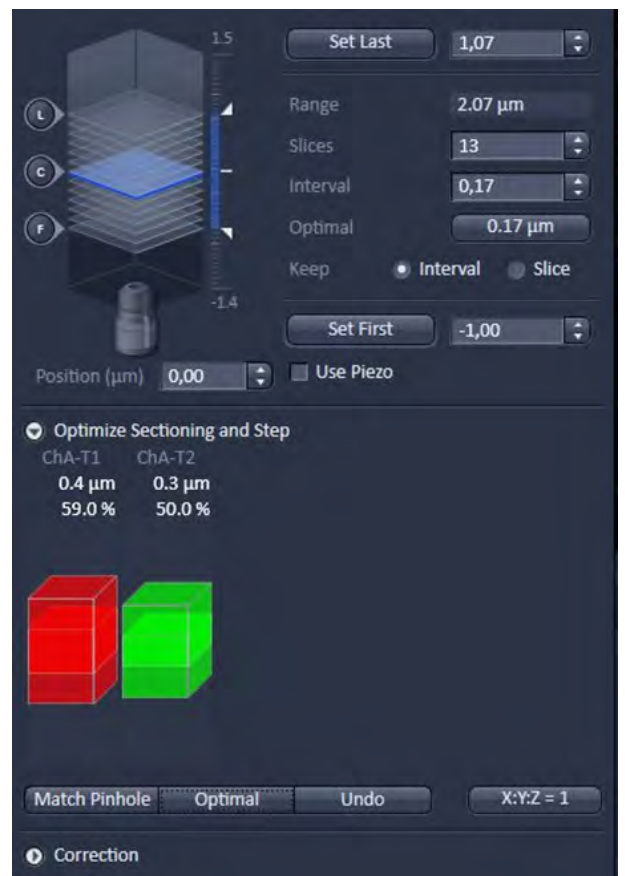 1.5
Set Last 1,07
L
Range 2.07 µm
Slices 13
C
Interval 0,17
F
Optimal 0.17 µm
Keep Interval Slice
-1.4
Set First -1,00
Position (µm) 0,00 Use Piezo
Optimize Sectioning and Step
ChA-T1 ChA-T2
0.4 µm 0.3 µm
59.0 % 50.0 %
Match Pinhole Optimal Undo X:Y:Z = 1
Correction